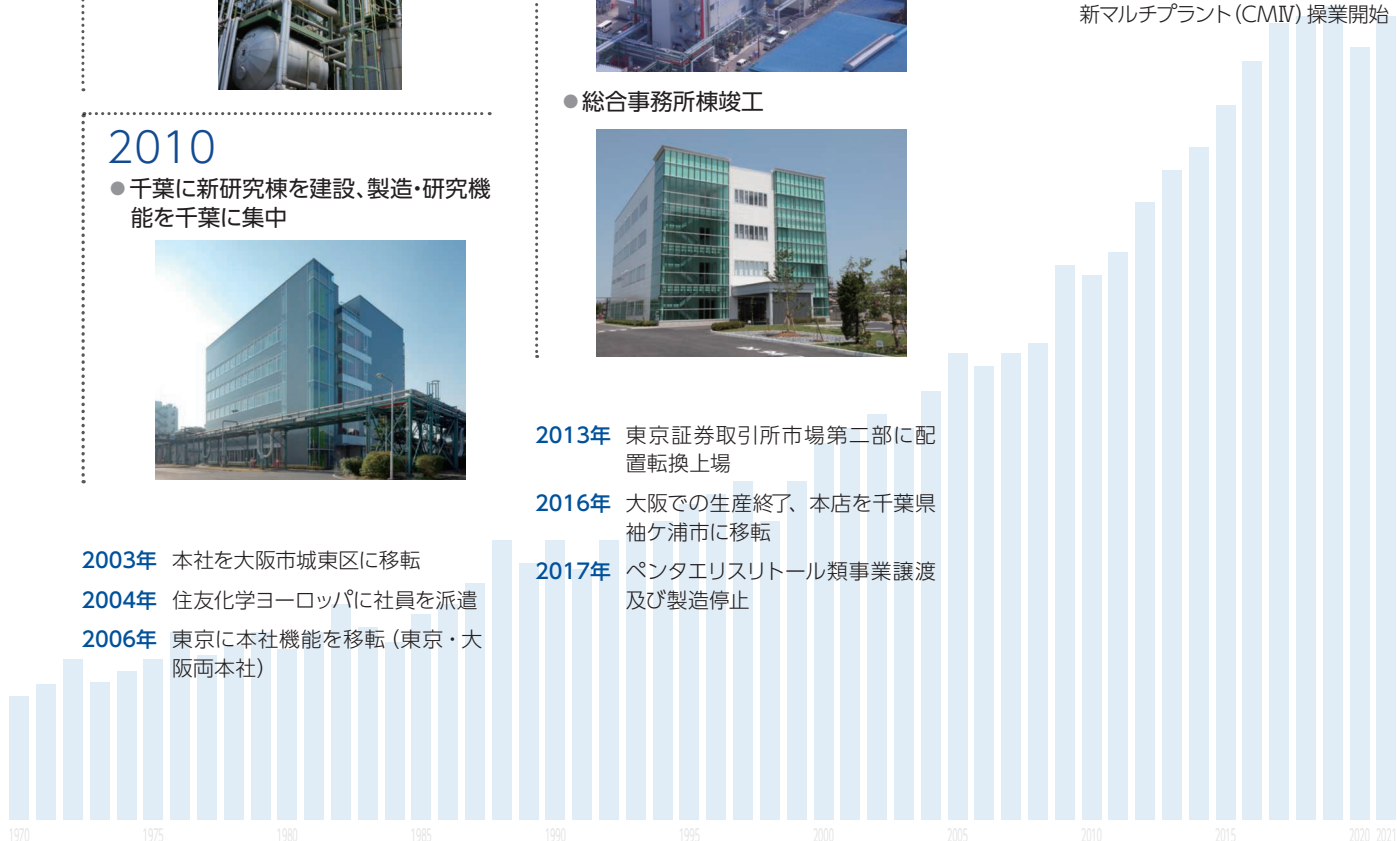 新マルチプラント（CMⅣ）操業開始
●総合事務所棟竣工
2010
●千葉に新研究棟を建設、製造・研究機
能を千葉に集中
2003年 本社を大阪市城東区に移転
2004年 住友化学ヨーロッパに社員を派遣
2006年 東京に本社機能を移転（東京・大
阪両本社）
2013年 東京証券取引所市場第二部に配
置転換上場
2016年 大阪での生産終了、本店を千葉県
袖ケ浦市に移転
2017年 ペンタエリスリトール類事業譲渡
及び製造停止
1970 1975 1980 1985 1990 1995 2000 2005 2010 2015 2020 2021